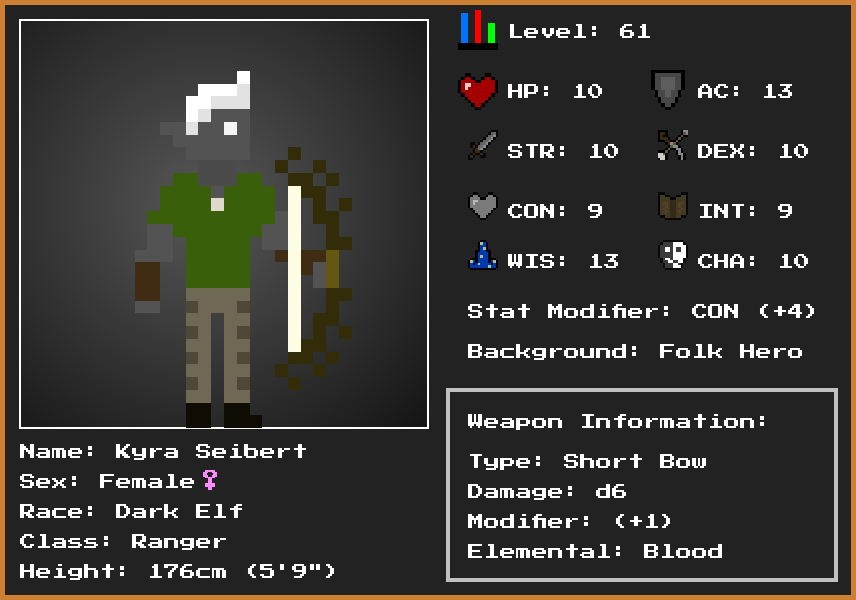 Level: 61
HP: 10 AC: 13
STR: 10 DEX: 10
CON: 9 INT: 9
WIS: 13 CHA: 10
Stat Modifier: CON (+4)
Background: Folk Hero
Weapon Information:
Type: Short Bow
Damage: d6
Modifier: (+1)
Elemental: Blood
Name: Kyra Seibert
Sex: Female♀
Race: Dark Elf
Class: Ranger
Height: 176cm (5'9")